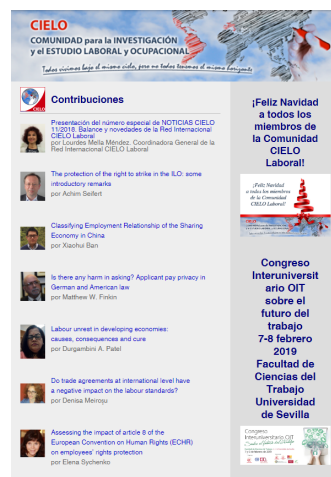 CIELO
COMUNIDAD para la INVESTIGACIÓN
y el ESTUDIO LABORAL y OCUPACIONAL
Todos vivimos bajo el mismo cielo, pero no todos tenemos el mismo horizonte
CIELO
Contribuciones
Presentación del número especial de NOTICIAS CIELO
11/2018. Balance y novedades de la Red Internacional
CIELO Laboral
por Lourdes Mella Méndez. Coordinadora General de la
Red Internacional CIELO Laboral
The protection of the right to strike in the ILO: some
introductory remarks
por Achim Seifert
Classifying Employment Relationship of the Sharing
Economy in China
por Xiaohui Ban
Is there any harm in asking? Applicant pay privacy in
German and American law
por Matthew W. Finkin
Labour unrest in developing economies:
causes, consequences and cure
por Durgambini A. Patel
Do trade agreements at international level have
a negative impact on the labour standards?
por Denisa Meiroşu
Assessing the impact of article 8 of the
European Convention on Human Rights (ECHR)
on employees' rights protection
por Elena Sychenko
¡Feliz Navidad
a todos los
miembros de
la Comunidad
CIELO
Laboral!
¡Feliz Navidad
a todos los miembros
de la Comunidad
CIELO Laboral!
Congreso
Interuniversit
ario OIT
sobre el
futuro del
trabajo
7-8 febrero
2019
Facultad de
Ciencias del
Trabajo
Universidad
de Sevilla
Congreso
Interuniversitario OIT